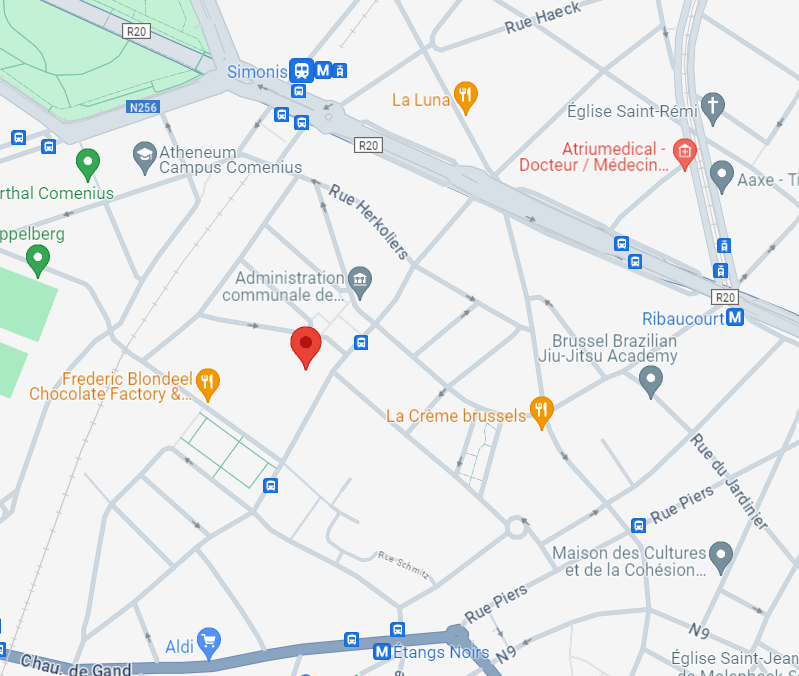 Rue Haeck
R20
Simonis
M
La Luna
N256
Église Saint-Rémi
R20
Atheneum
Campus Comenius
Atriumedical -
Docteur / Médecin...
Aaxe - Ti
rthal Comenius
Rue Herkoliers
ppelberg
Administration
communale de...
R20
Ribaucourt M
Brussel Brazilian
Jiu-Jitsu Academy
Frederic Blondeel
Chocolate Factory &...
La Crème brussels
Rue du Jardinier
Rue Piers
Rue Schmitz
Maison des Cultures
et de la Cohésion...
Rue Piers
Aldi
N9
M Étangs Noirs
N9
Chau. de Gand
Église Saint-Jean
de Molenbeek S